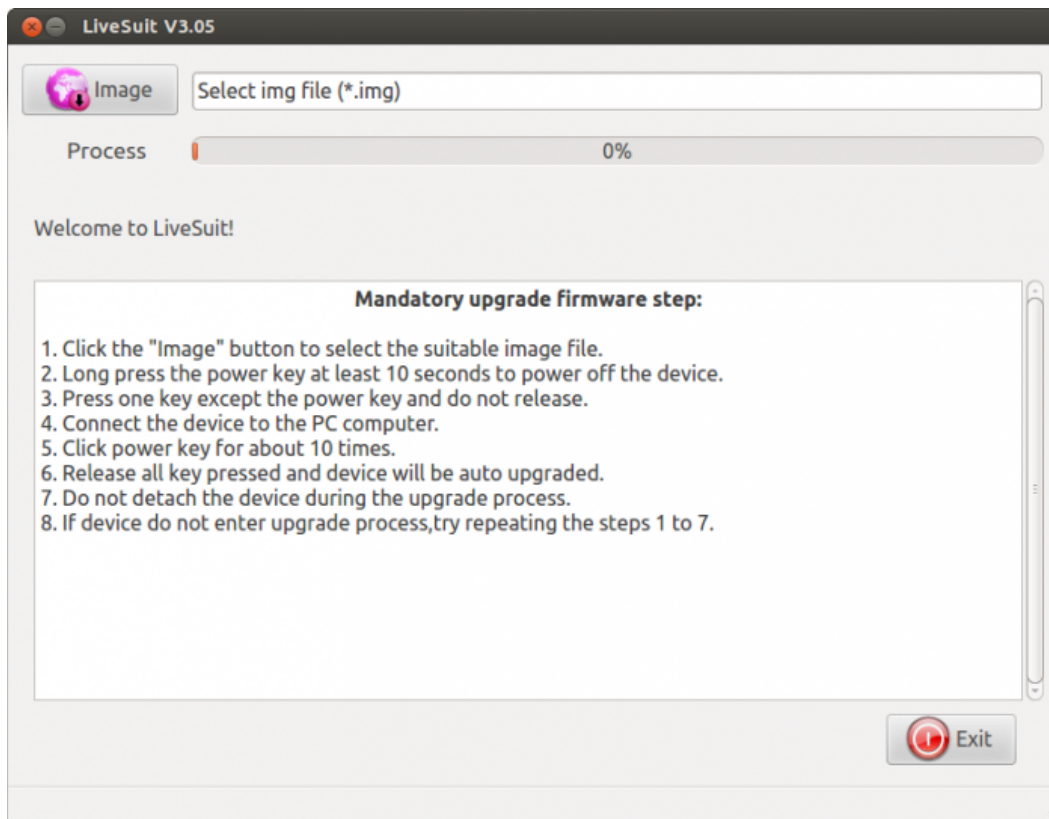 LiveSuit V3.05
Image
Select img file (*.img)
Process
0%
Welcome to LiveSuit!
Mandatory upgrade firmware step:
1. Click the "Image" button to select the suitable image file.
2. Long press the power key at least 10 seconds to power off the device.
3. Press one key except the power key and do not release.
4. Connect the device to the PC computer.
5. Click power key for about 10 times.
6. Release all key pressed and device will be auto upgraded.
7. Do not detach the device during the upgrade process.
8. If device do not enter upgrade process,try repeating the steps 1 to 7.
Exit